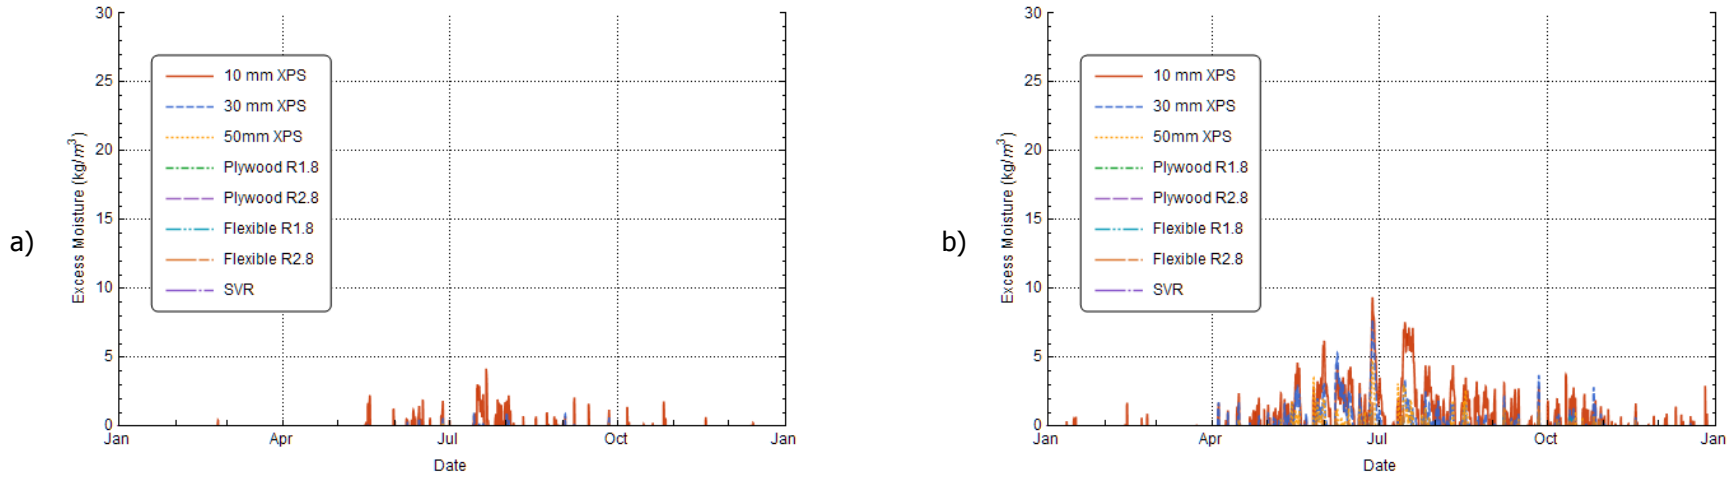 a)
Excess Moisture (kg/m³)
30
25
20
15
10
5
0
10 mm XPS
30 mm XPS
50mm XPS
Plywood R1.8
Plywood R2.8
Flexible R1.8
Flexible R2.8
SVR
Jan Apr Jul Oct Jan
Date
b)
Excess Moisture (kg/m³)
30
25
20
15
10
5
0
10 mm XPS
30 mm XPS
50mm XPS
Plywood R1.8
Plywood R2.8
Flexible R1.8
Flexible R2.8
SVR
Jan Apr Jul Oct Jan
Date